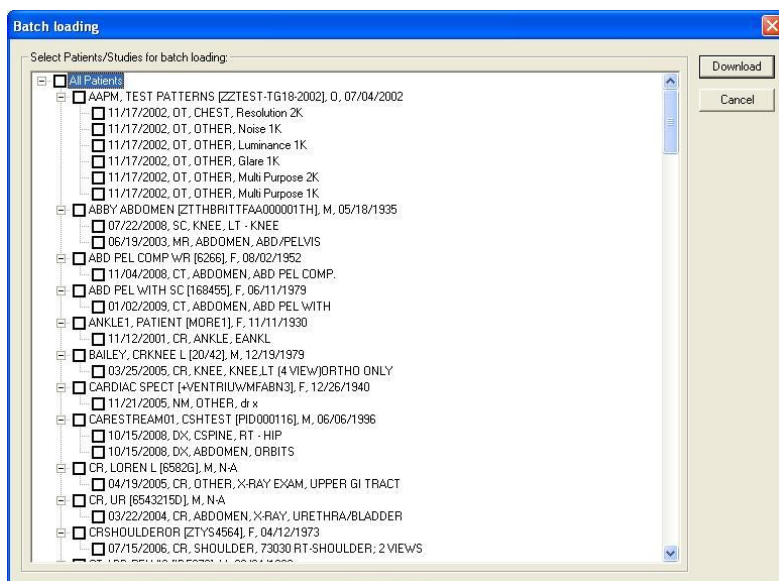 Batch loading
Select Patients/Studies for batch loading:
Download
Cancel
All Patients
AAPM, TEST PATTERNS [ZZTEST-TG18-2002], O, 07/04/2002
11/17/2002, OT, CHEST, Resolution 2K
11/17/2002, OT, OTHER, Noise 1K
11/17/2002, OT, OTHER, Luminance 1K
11/17/2002, OT, OTHER, Glare 1K
11/17/2002, OT, OTHER, Multi Purpose 2K
11/17/2002, OT, OTHER, Multi Purpose 1K
ABBY ABDOMEN [ZTTHBRITTFAA000001TH], M, 05/18/1935
07/22/2008, SC, KNEE, LT - KNEE
06/19/2003, MR, ABDOMEN, ABD/PELVIS
ABD PEL COMP WR [6266], F, 08/02/1952
11/04/2008, CT, ABDOMEN, ABD PEL COMP.
ABD PEL WITH SC [168455], F, 06/11/1979
01/02/2009, CT, ABDOMEN, ABD PEL WITH
ANKLE1, PATIENT [MORE1], F, 11/11/1930
11/12/2001, CR, ANKLE, EANKL
BAILEY, CRKNEE L [20/42], M, 12/19/1979
03/25/2005, CR, KNEE, KNEE,LT (4 VIEW)ORTHO ONLY
CARDIAC SPECT [+VENTRIUWMFABN3], F, 12/26/1940
11/21/2005, NM, OTHER, dr x
CARESTREAM01, CSHTEST [PID000116], M, 06/06/1996
10/15/2008, DX, CSPINE, RT - HIP
10/15/2008, DX, ABDOMEN, ORBITS
CR, LOREN L [6582G], M, N-A
04/19/2005, CR, OTHER, X-RAY EXAM, UPPER GI TRACT
CR, UR [6543215D], M, N-A
03/22/2004, CR, ABDOMEN, X-RAY, URETHRA/BLADDER
CRSHOULDEROR [ZTYS4564], F, 04/12/1973
07/15/2006, CR, SHOULDER, 73030 RT-SHOULDER; 2 VIEWS